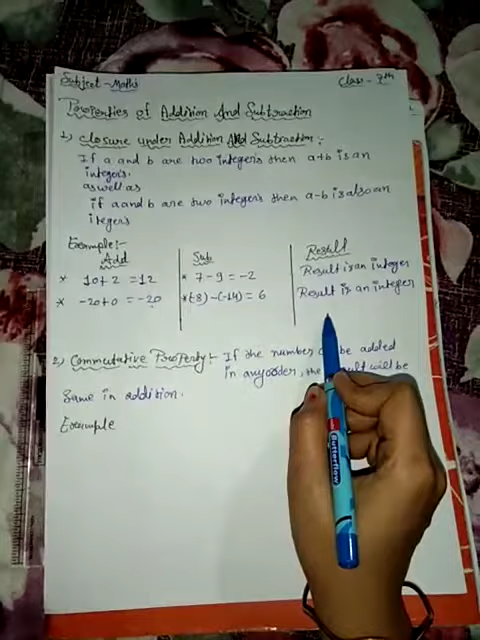 Subject - Maths Class - 7th
Properties of Addition And Subtraction
1) Closure under Addition And Subtraction :-
If a and b are two integers then a+b is an
integers.
as well as
if a and b are two integers then a-b is also an
itegers
Example:-
Add Sub Result
* 10+2 =12 * 7-9 = -2 Result is an integer
* -20+0 = -20 *(-8)-(-14) = 6 Result is an integer
2) Commutative Property :- If the number be added
in any order, the will be
Same in addition.
Example
Butterflow